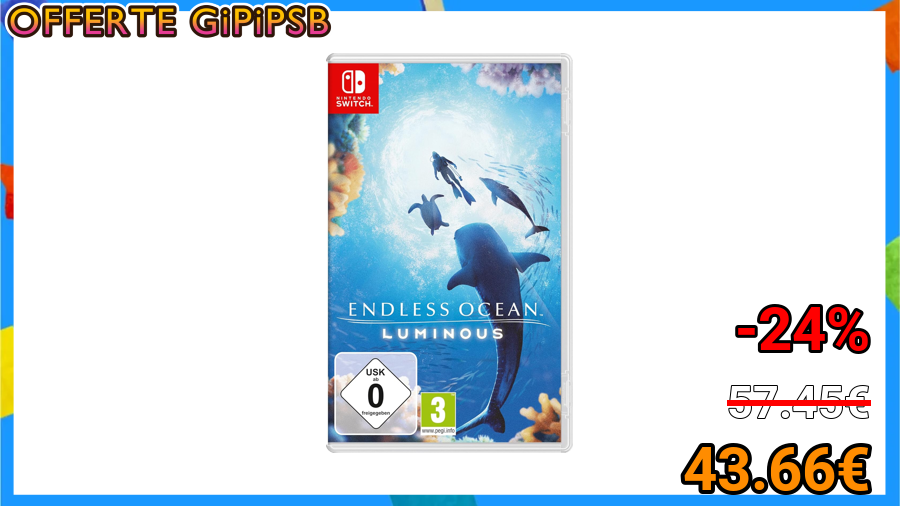 OFFERTE GiPiPSB
NINTENDO
SWITCH.
ENDLESS OCEAN™
LUMINOUS
USK
ab
0
freigegeben
3
www.pegi.info
-24%
57.45€
43.66€